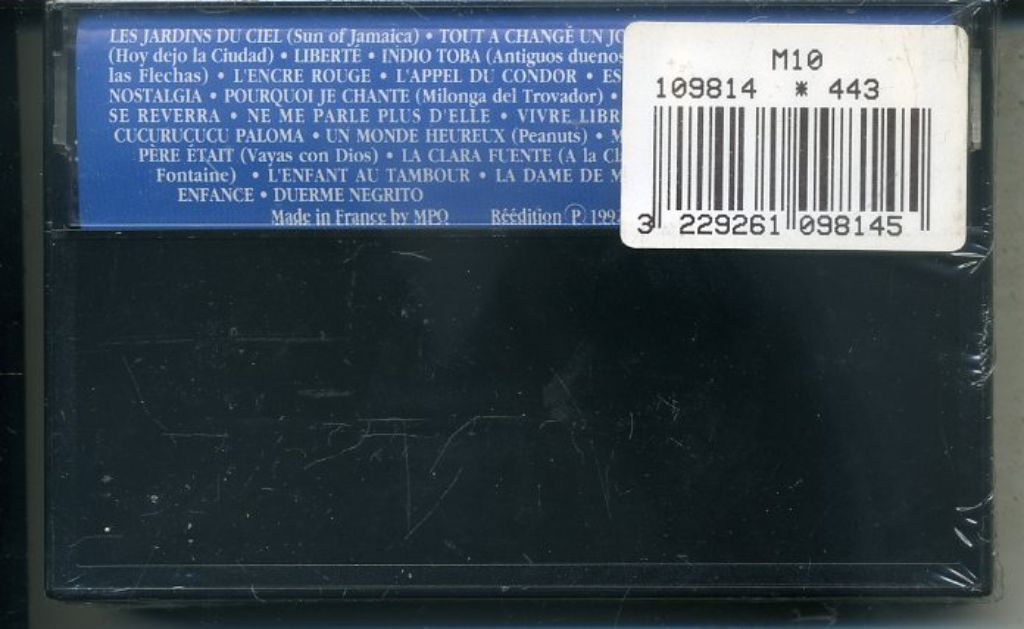 LES JARDINS DU CIEL (Sun of Jamaica) • TOUT A CHANGÉ UN JO
(Hoy dejo la Ciudad) • LIBERTÉ • INDIO TOBA (Antiguos duenos
las Flechas) • L'ENCRE ROUGE • L'APPEL DU CONDOR • ES
NOSTALGIA • POURQUOI JE CHANTE (Milonga del Trovador) •
SE REVERRA • NE ME PARLE PLUS D'ELLE • VIVRE LIBR
CUCURUCUCU PALOMA • UN MONDE HEUREUX (Peanuts) • M
PÈRE ÉTAIT (Vayas con Dios) • LA CLARA FUENTE (A la Cl
Fontaine) • L'ENFANT AU TAMBOUR • LA DAME DE M
ENFANCE • DUERME NEGRITO
Made in France by MPO Réédition Ⓟ 199
M10
109814 * 443
3 229261 098145